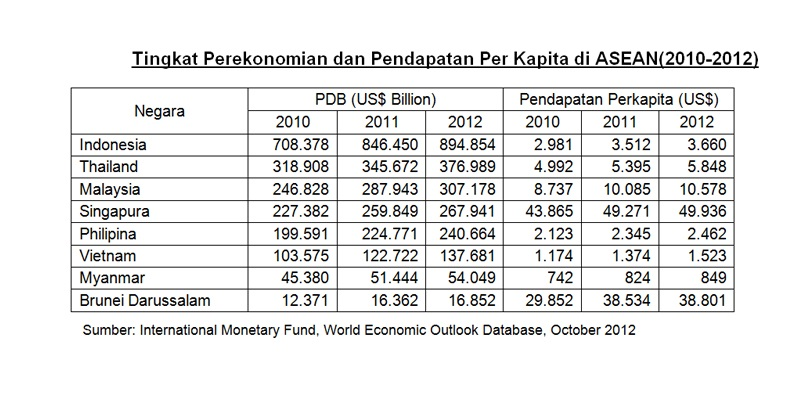 Tingkat Perekonomian dan Pendapatan Per Kapita di ASEAN(2010-2012)
Negara PDB (US$ Billion) Pendapatan Perkapita (US$)
2010 2011 2012 2010 2011 2012
Indonesia 708.378 846.450 894.854 2.981 3.512 3.660
Thailand 318.908 345.672 376.989 4.992 5.395 5.848
Malaysia 246.828 287.943 307.178 8.737 10.085 10.578
Singapura 227.382 259.849 267.941 43.865 49.271 49.936
Philipina 199.591 224.771 240.664 2.123 2.345 2.462
Vietnam 103.575 122.722 137.681 1.174 1.374 1.523
Myanmar 45.380 51.444 54.049 742 824 849
Brunei Darussalam 12.371 16.362 16.852 29.852 38.534 38.801
Sumber: International Monetary Fund, World Economic Outlook Database, October 2012